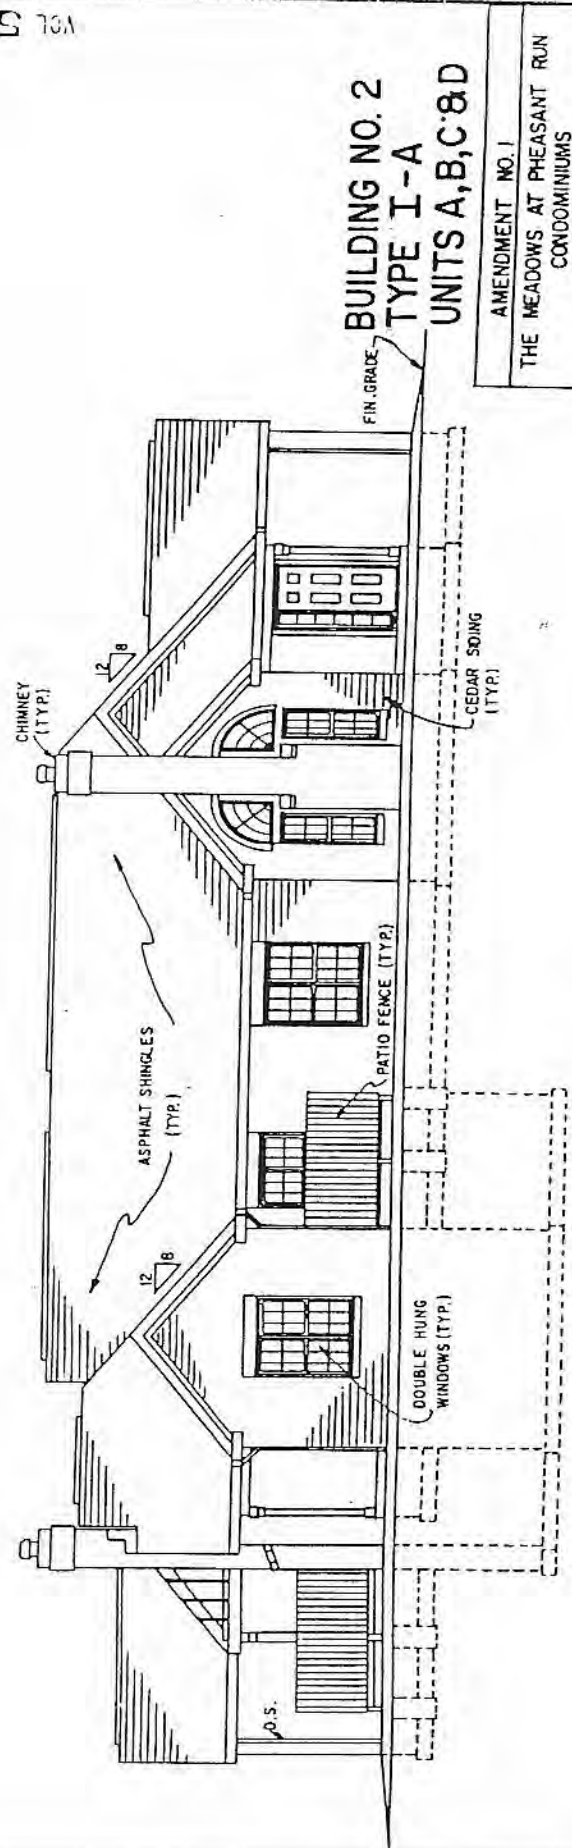 VOL
CHIMNEY
(TYP.)
12
8
ASPHALT SHINGLES
(TYP.)
12
8
FIN. GRADE
BUILDING NO. 2
TYPE I-A
UNITS A,B,C&D
CEDAR SIDING
(TYP.)
PATIO FENCE (TYP.)
DOUBLE HUNG
WINDOWS (TYP.)
D.S.
AMENDMENT NO. 1
THE MEADOWS AT PHEASANT RUN
CONDOMINIUMS